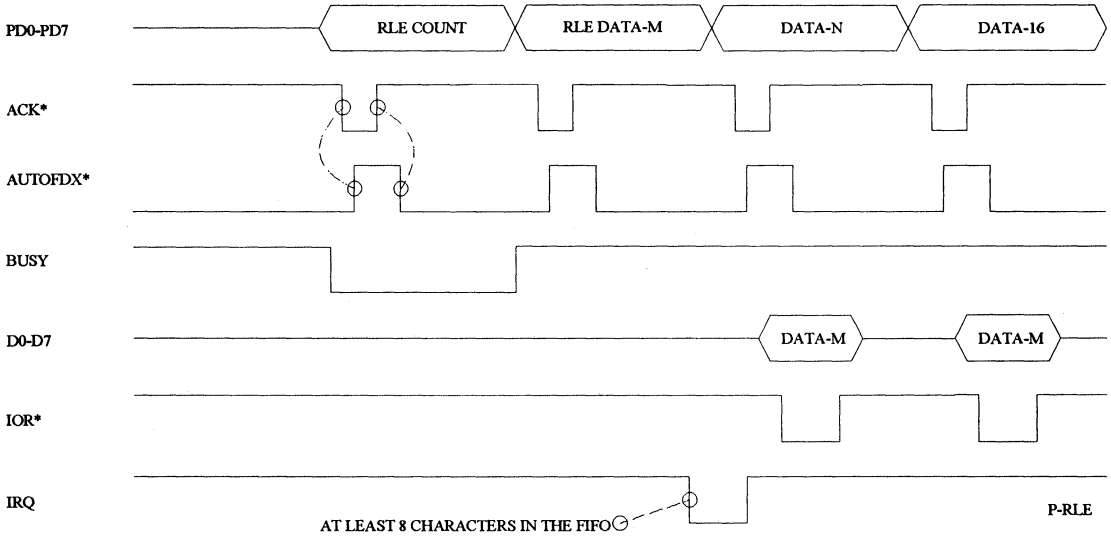 PD0-PD7 RLE COUNT RLE DATA-M DATA-N DATA-16
ACK*
AUTOFDX*
BUSY
D0-D7 DATA-M DATA-M
IOR*
IRQ P-RLE
AT LEAST 8 CHARACTERS IN THE FIFO